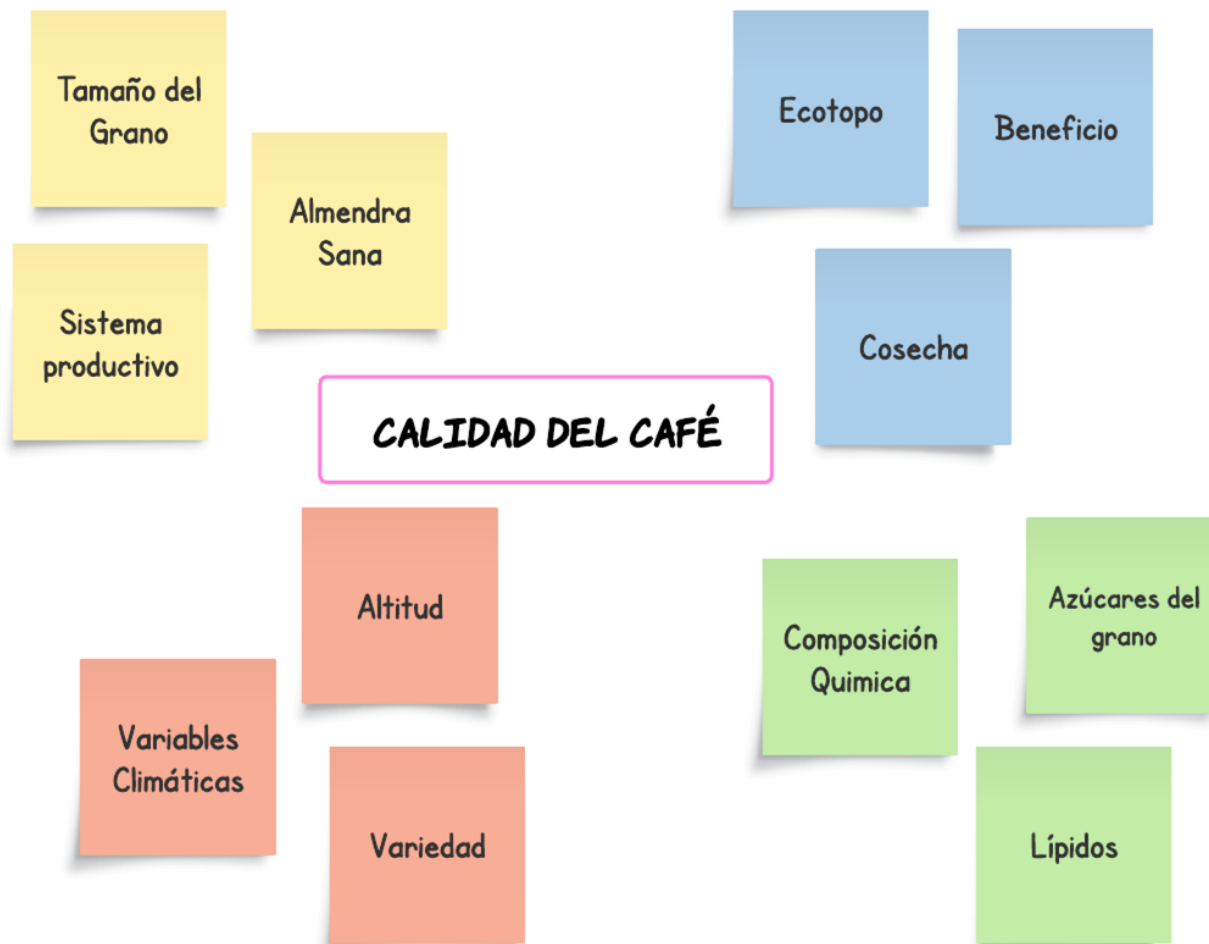 Tamaño del
Grano
Almendra
Sana
Sistema
productivo
Ecotopo
Beneficio
Cosecha
CALIDAD DEL CAFÉ
Altitud
Variables
Climáticas
Variedad
Composición
Quimica
Azúcares del
grano
Lípidos